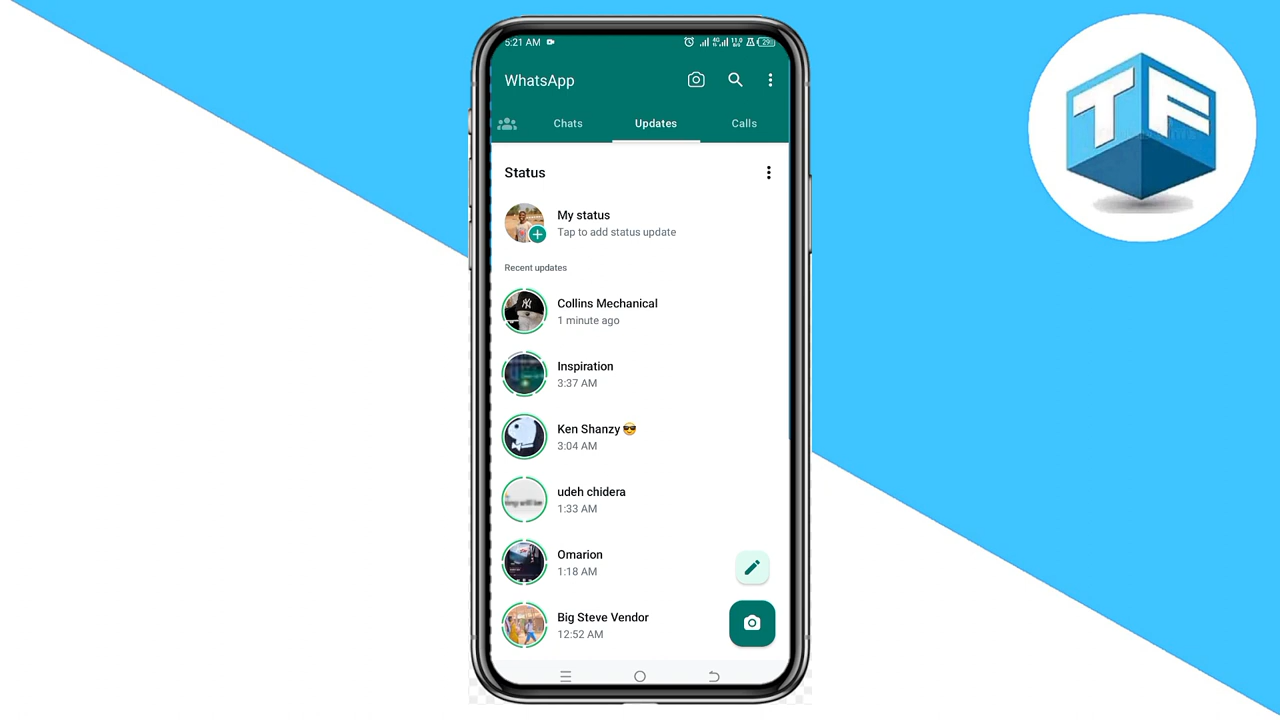 5:21 AM
WhatsApp
Chats
Updates
Calls
Status
My status
Tap to add status update
Recent updates
Collins Mechanical
1 minute ago
Inspiration
3:37 AM
Ken Shanzy 😎
3:04 AM
udeh chidera
1:33 AM
Omarion
1:18 AM
Big Steve Vendor
12:52 AM
TF